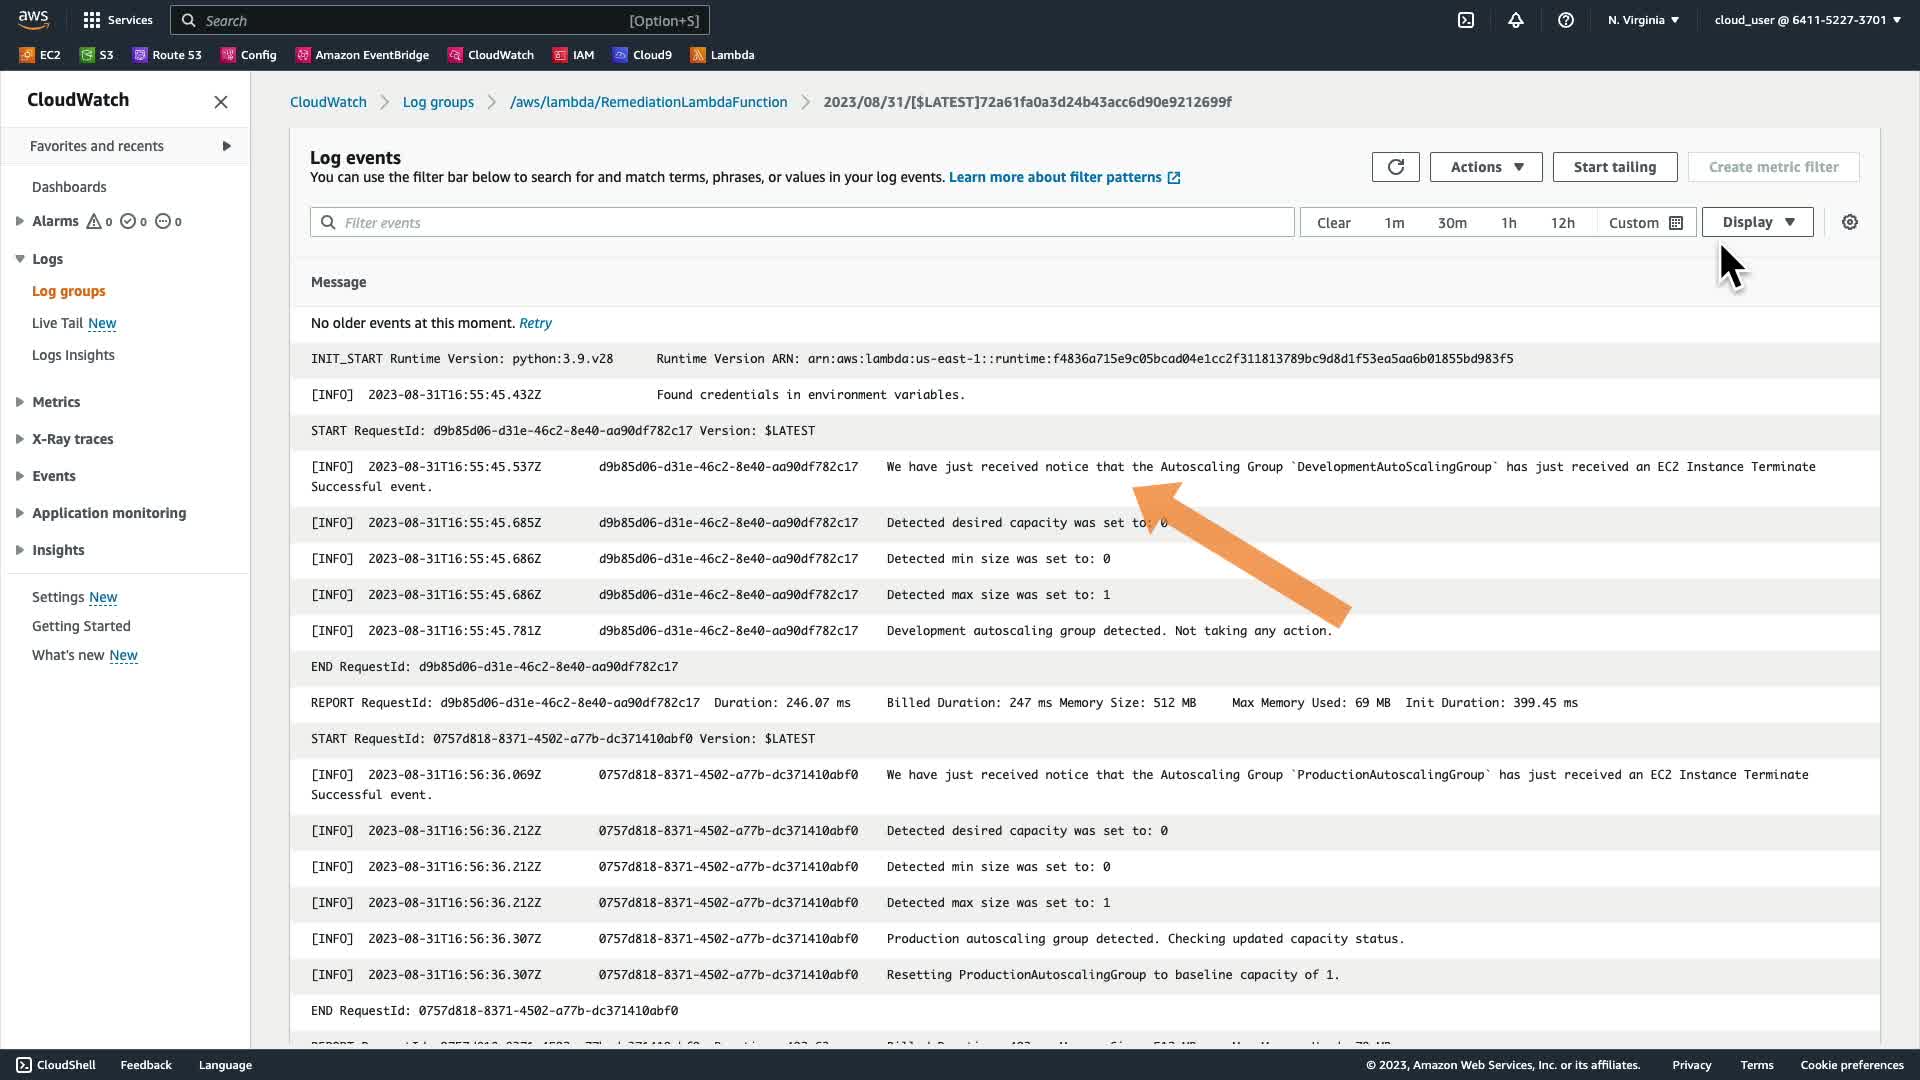 aws
Services
Search
[Option+S]
N. Virginia
cloud_user @ 6411-5227-3701
EC2
S3
Route 53
Config
Amazon EventBridge
CloudWatch
IAM
Cloud9
Lambda
CloudWatch
Favorites and recents
Dashboards
Alarms 0 0 0
Logs
Log groups
Live Tail New
Logs Insights
Metrics
X-Ray traces
Events
Application monitoring
Insights
Settings New
Getting Started
What's new New
CloudWatch > Log groups > /aws/lambda/RemediationLambdaFunction > 2023/08/31/[$LATEST]72a61fa0a3d24b43acc6d90e9212699f
Log events
You can use the filter bar below to search for and match terms, phrases, or values in your log events. Learn more about filter patterns
Actions
Start tailing
Create metric filter
Filter events
Clear 1m 30m 1h 12h Custom
Display
Message
No older events at this moment. Retry
INIT_START Runtime Version: python:3.9.v28 Runtime Version ARN: arn:aws:lambda:us-east-1::runtime:f4836a715e9c05bcad04e1cc2f311813789bc9d8d1f53ea5aa6b01855bd983f5
[INFO] 2023-08-31T16:55:45.432Z Found credentials in environment variables.
START RequestId: d9b85d06-d31e-46c2-8e40-aa90df782c17 Version: $LATEST
[INFO] 2023-08-31T16:55:45.537Z d9b85d06-d31e-46c2-8e40-aa90df782c17 We have just received notice that the Autoscaling Group `DevelopmentAutoScalingGroup` has just received an EC2 Instance Terminate
Successful event.
[INFO] 2023-08-31T16:55:45.685Z d9b85d06-d31e-46c2-8e40-aa90df782c17 Detected desired capacity was set to: 0
[INFO] 2023-08-31T16:55:45.686Z d9b85d06-d31e-46c2-8e40-aa90df782c17 Detected min size was set to: 0
[INFO] 2023-08-31T16:55:45.686Z d9b85d06-d31e-46c2-8e40-aa90df782c17 Detected max size was set to: 1
[INFO] 2023-08-31T16:55:45.781Z d9b85d06-d31e-46c2-8e40-aa90df782c17 Development autoscaling group detected. Not taking any action.
END RequestId: d9b85d06-d31e-46c2-8e40-aa90df782c17
REPORT RequestId: d9b85d06-d31e-46c2-8e40-aa90df782c17 Duration: 246.07 ms Billed Duration: 247 ms Memory Size: 512 MB Max Memory Used: 69 MB Init Duration: 399.45 ms
START RequestId: 0757d818-8371-4502-a77b-dc371410abf0 Version: $LATEST
[INFO] 2023-08-31T16:56:36.069Z 0757d818-8371-4502-a77b-dc371410abf0 We have just received notice that the Autoscaling Group `ProductionAutoscalingGroup` has just received an EC2 Instance Terminate
Successful event.
[INFO] 2023-08-31T16:56:36.212Z 0757d818-8371-4502-a77b-dc371410abf0 Detected desired capacity was set to: 0
[INFO] 2023-08-31T16:56:36.212Z 0757d818-8371-4502-a77b-dc371410abf0 Detected min size was set to: 0
[INFO] 2023-08-31T16:56:36.212Z 0757d818-8371-4502-a77b-dc371410abf0 Detected max size was set to: 1
[INFO] 2023-08-31T16:56:36.307Z 0757d818-8371-4502-a77b-dc371410abf0 Production autoscaling group detected. Checking updated capacity status.
[INFO] 2023-08-31T16:56:36.307Z 0757d818-8371-4502-a77b-dc371410abf0 Resetting ProductionAutoscalingGroup to baseline capacity of 1.
END RequestId: 0757d818-8371-4502-a77b-dc371410abf0
CloudShell
Feedback
Language
© 2023, Amazon Web Services, Inc. or its affiliates.
Privacy
Terms
Cookie preferences